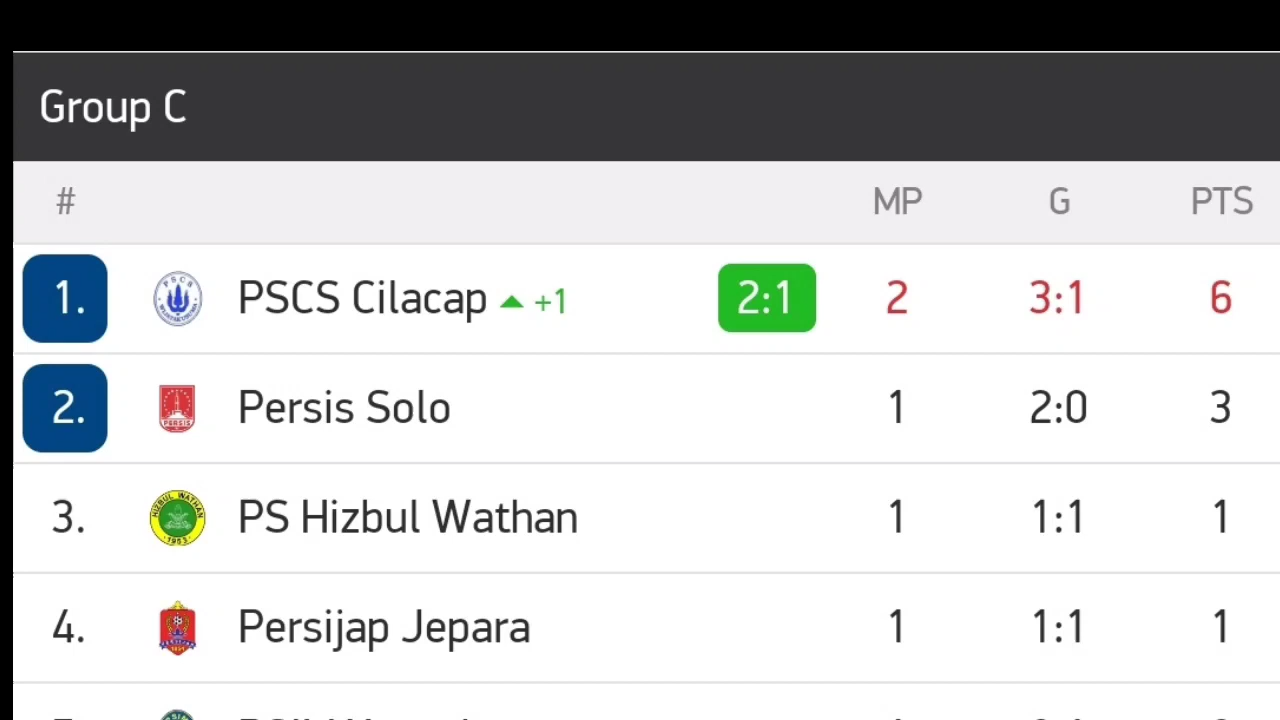 Group C
# MP G PTS
1. PSCS Cilacap +1 2:1 2 3:1 6
2. Persis Solo 1 2:0 3
3. PS Hizbul Wathan 1 1:1 1
4. Persijap Jepara 1 1:1 1